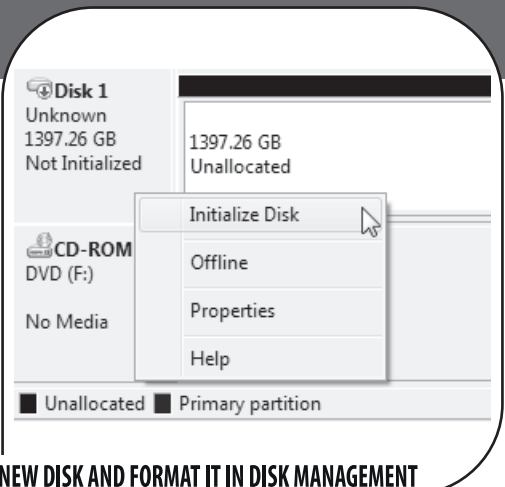 Disk 1
Unknown
1397.26 GB
Not Initialized
1397.26 GB
Unallocated
Initialize Disk
Offline
Properties
Help
CD-ROM
DVD (F:)
No Media
Unallocated Primary partition
NEW DISK AND FORMAT IT IN DISK MANAGEMENT